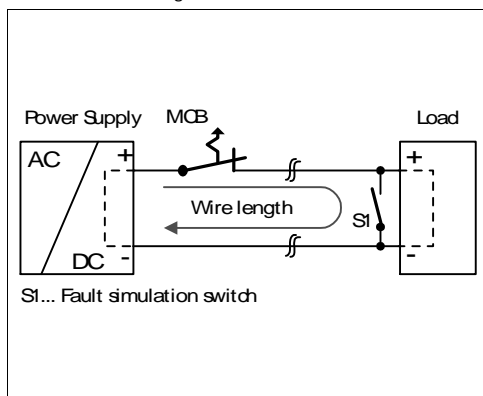 Power Supply
MCB
Load
AC
+
+
Wire length
S1
-
-
DC
S1... Fault simulation switch